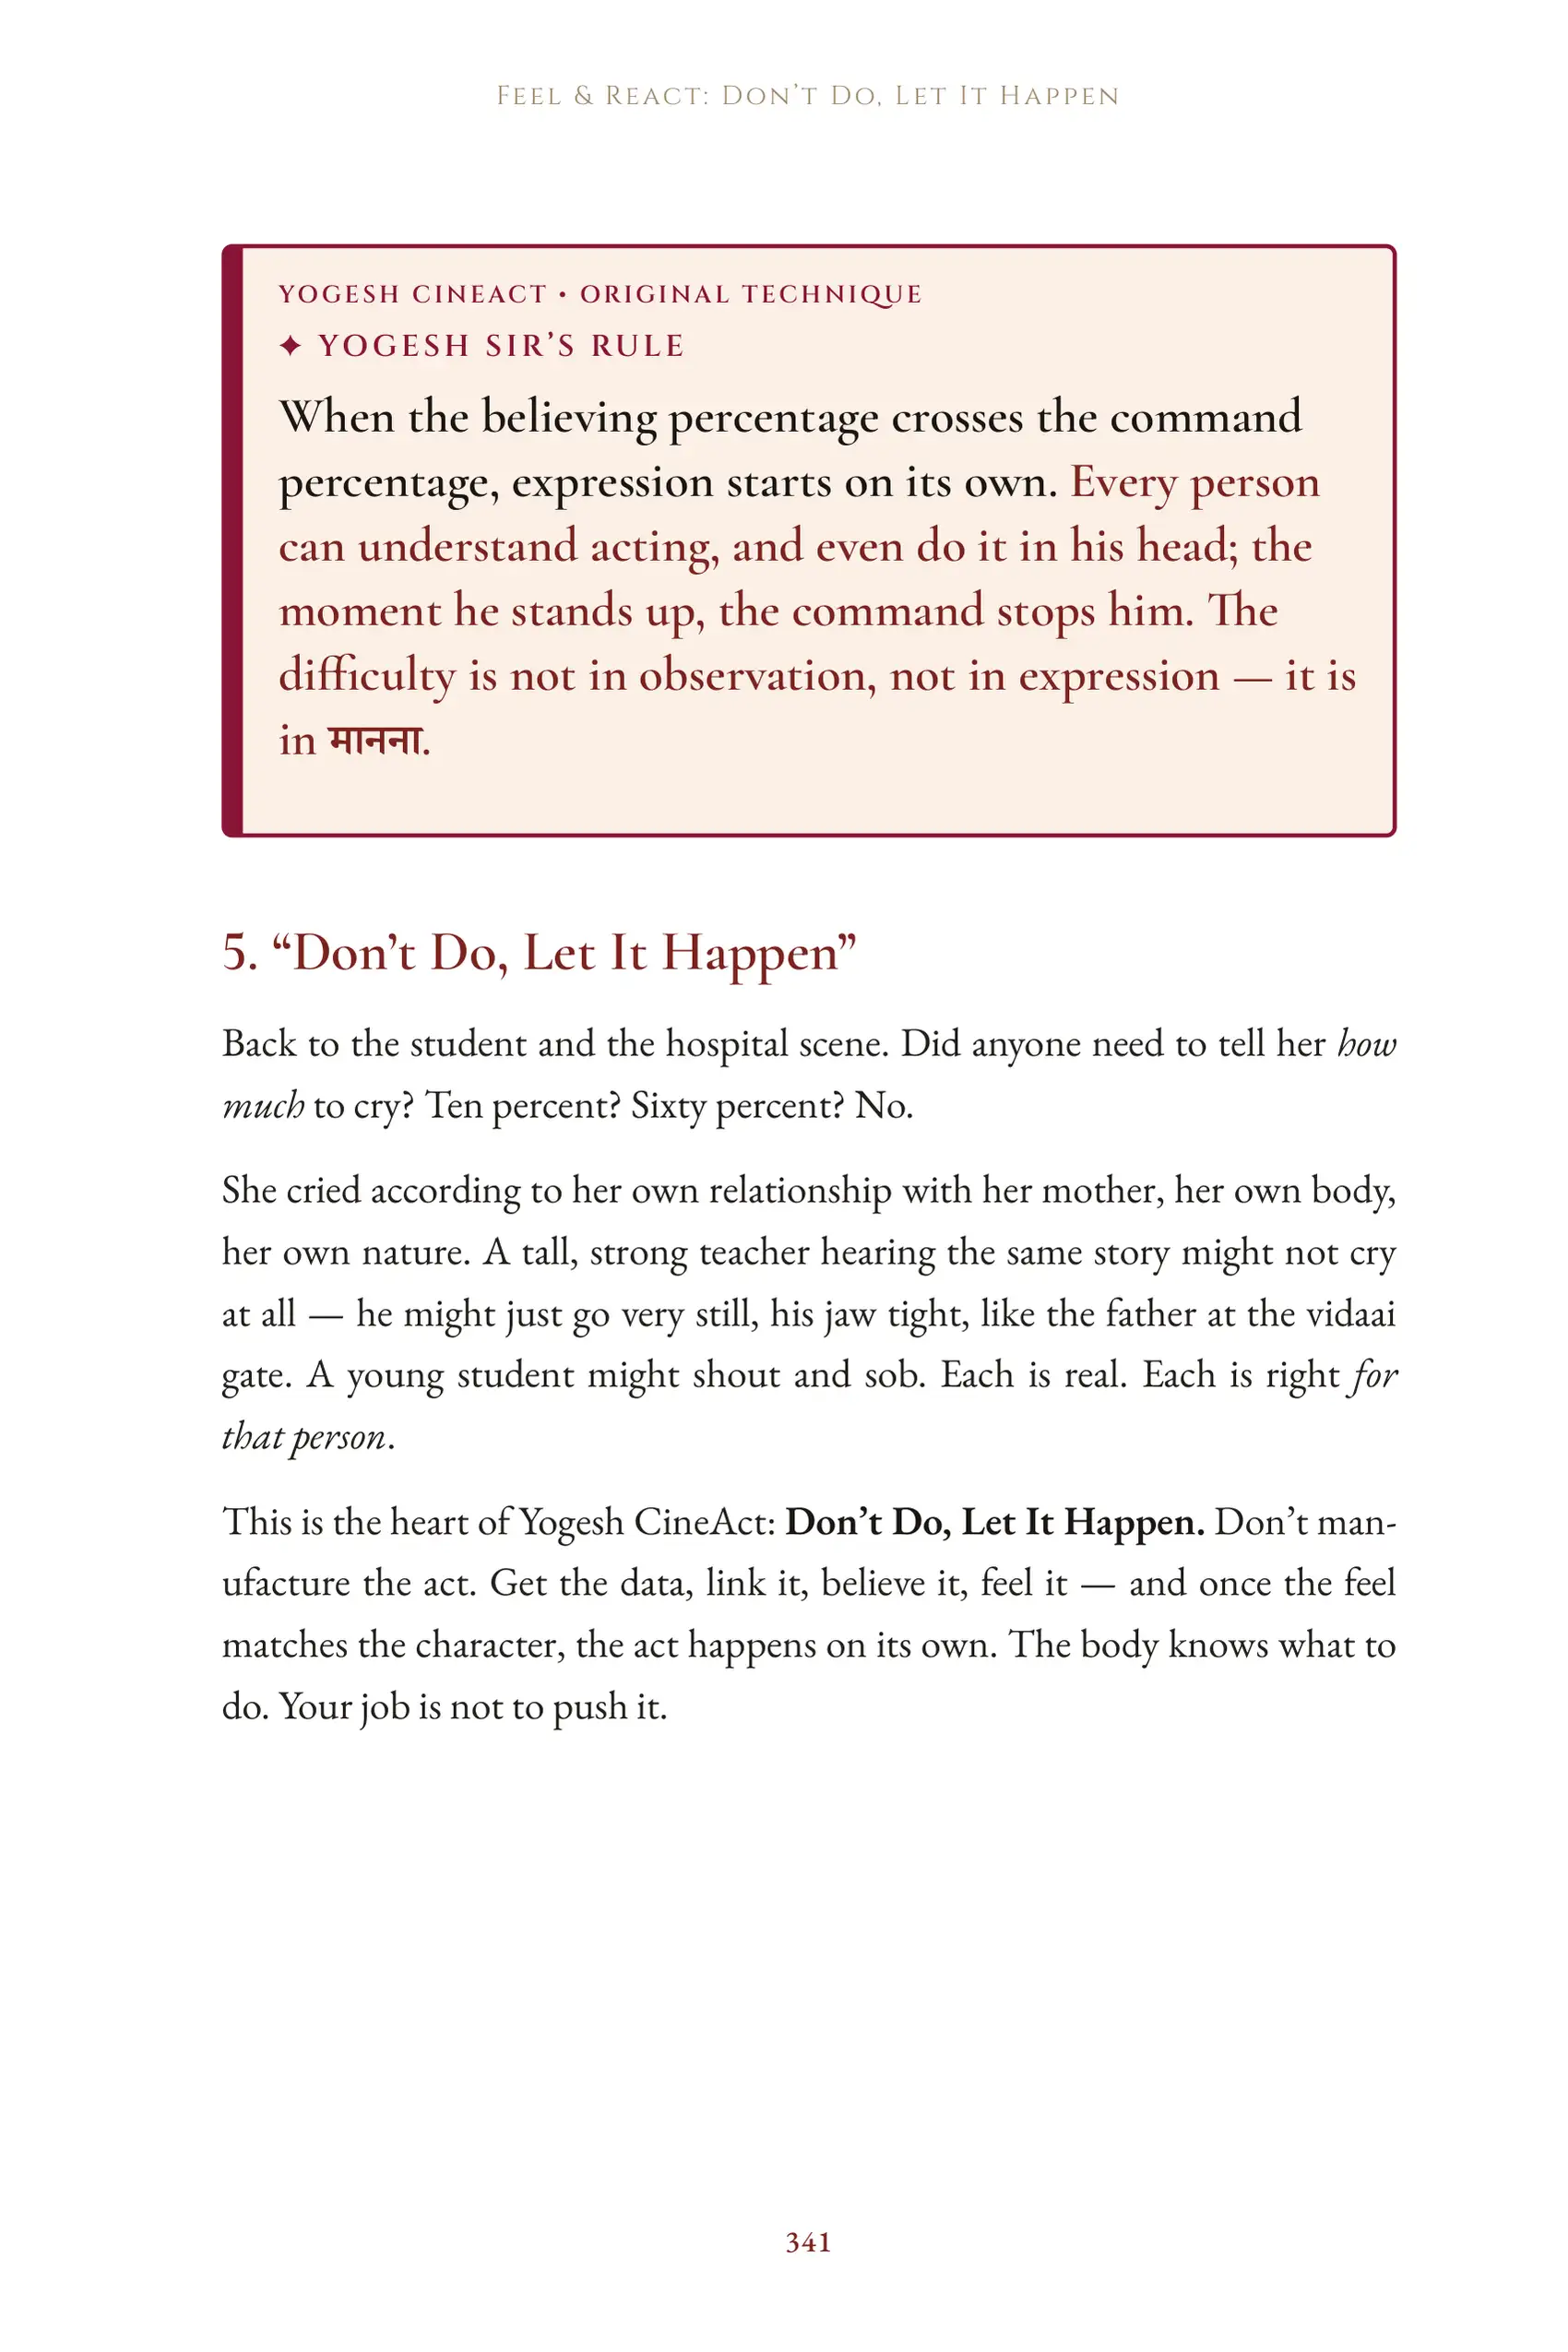 FEEL & REACT: DON’T DO, LET IT HAPPEN
YOGESH CINEACT • ORIGINAL TECHNIQUE
✦ YOGESH SIR’S RULE
When the believing percentage crosses the command
percentage, expression starts on its own. Every person
can understand acting, and even do it in his head; the
moment he stands up, the command stops him. The
difficulty is not in observation, not in expression — it is
in मानना.
5. “Don’t Do, Let It Happen”
Back to the student and the hospital scene. Did anyone need to tell her how
much to cry? Ten percent? Sixty percent? No.
She cried according to her own relationship with her mother, her own body,
her own nature. A tall, strong teacher hearing the same story might not cry
at all — he might just go very still, his jaw tight, like the father at the vidaai
gate. A young student might shout and sob. Each is real. Each is right for
that person.
This is the heart of Yogesh CineAct: Don’t Do, Let It Happen. Don’t man-
ufacture the act. Get the data, link it, believe it, feel it — and once the feel
matches the character, the act happens on its own. The body knows what to
do. Your job is not to push it.
341